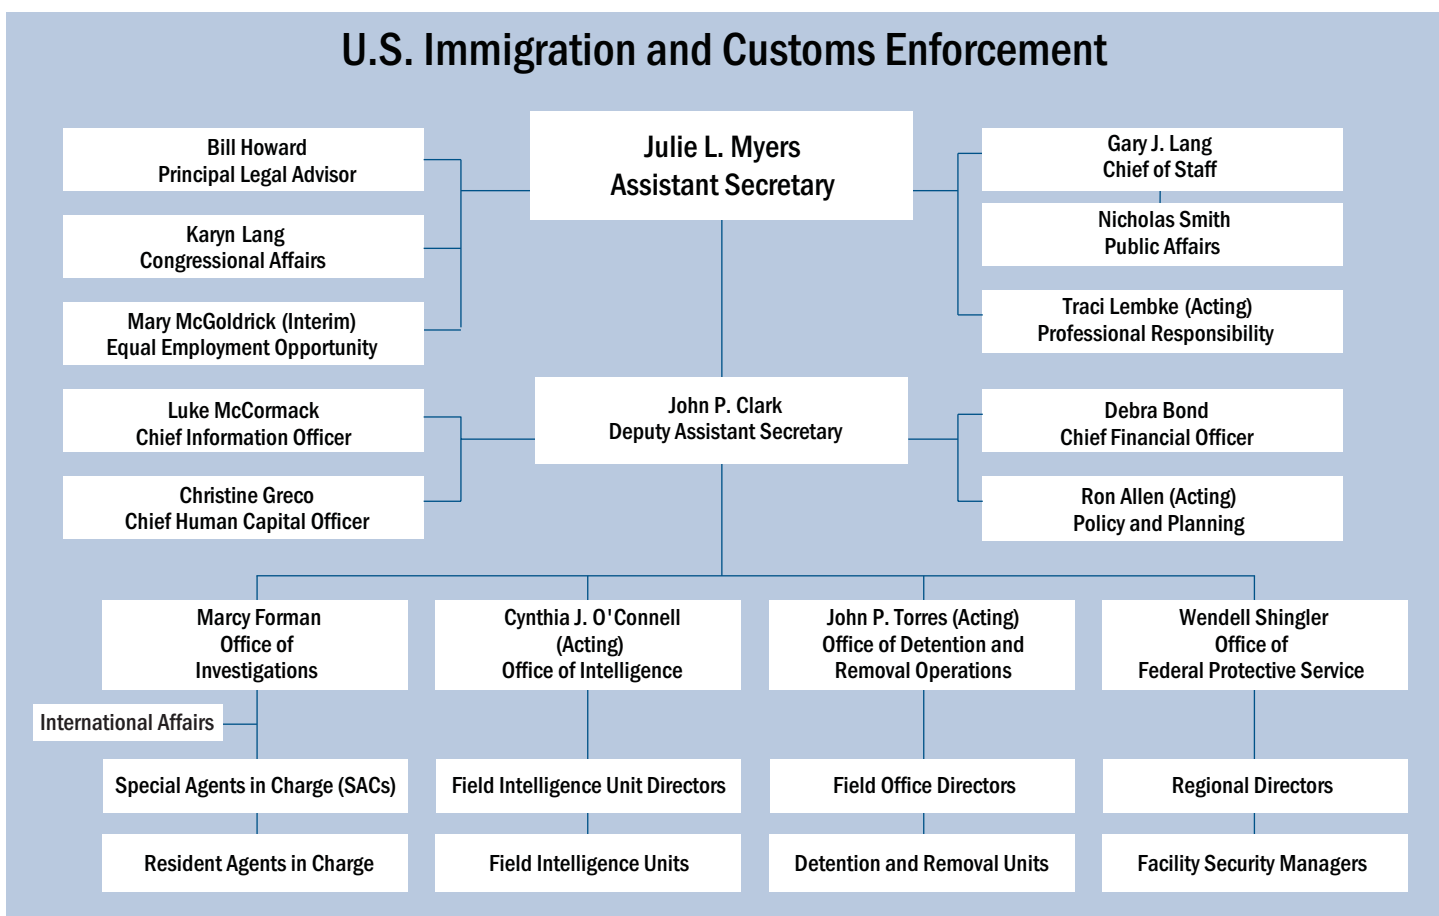 U.S. Immigration and Customs Enforcement
Julie L. Myers
Assistant Secretary
Bill Howard
Principal Legal Advisor
Karyn Lang
Congressional Affairs
Mary McGoldrick (Interim)
Equal Employment Opportunity
Gary J. Lang
Chief of Staff
Nicholas Smith
Public Affairs
Traci Lembke (Acting)
Professional Responsibility
John P. Clark
Deputy Assistant Secretary
Luke McCormack
Chief Information Officer
Christine Greco
Chief Human Capital Officer
Debra Bond
Chief Financial Officer
Ron Allen (Acting)
Policy and Planning
Marcy Forman
Office of
Investigations
International Affairs
Special Agents in Charge (SACs)
Resident Agents in Charge
Cynthia J. O'Connell
(Acting)
Office of Intelligence
Field Intelligence Unit Directors
Field Intelligence Units
John P. Torres (Acting)
Office of Detention and
Removal Operations
Field Office Directors
Detention and Removal Units
Wendell Shingler
Office of
Federal Protective Service
Regional Directors
Facility Security Managers